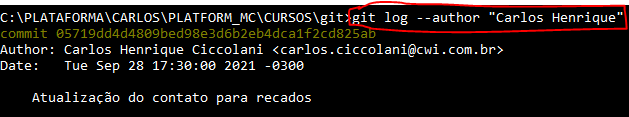 C:\PLATAFORMA\CARLOS\PLATFORM_MC\CURSOS\git>git log --author "Carlos Henrique"
commit 05719dd4d4809bed98e3d6b2eb4dca1f2cd825ab
Author: Carlos Henrique Ciccolani <carlos.ciccolani@cwi.com.br>
Date:   Tue Sep 28 17:30:00 2021 -0300
    Atualização do contato para recados